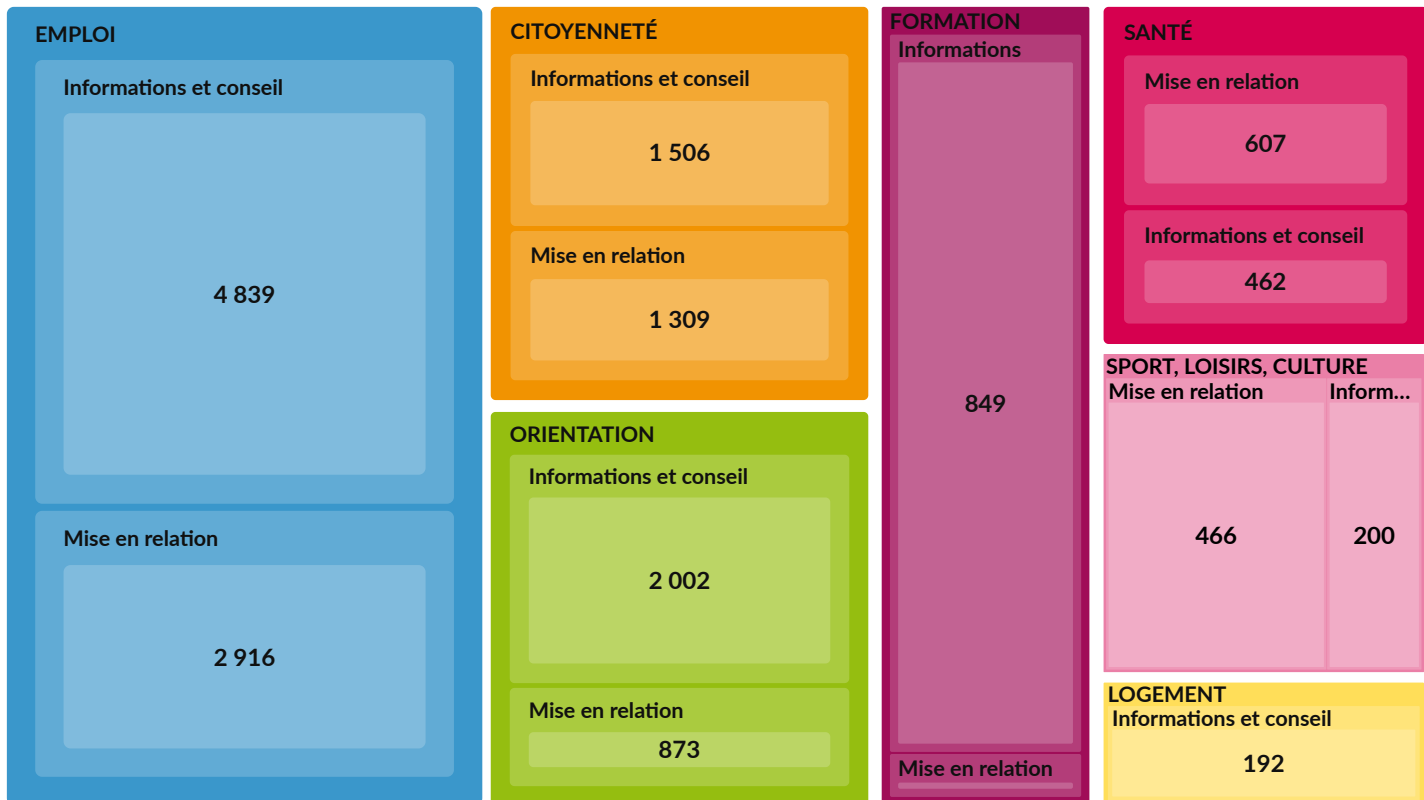 EMPLOI
Informations et conseil
4 839
Mise en relation
2 916
CITOYENNETÉ
Informations et conseil
1 506
Mise en relation
1 309
ORIENTATION
Informations et conseil
2 002
Mise en relation
873
FORMATION
Informations
849
Mise en relation
SANTÉ
Mise en relation
607
Informations et conseil
462
SPORT, LOISIRS, CULTURE
Mise en relation
466
Inform...
200
LOGEMENT
Informations et conseil
192